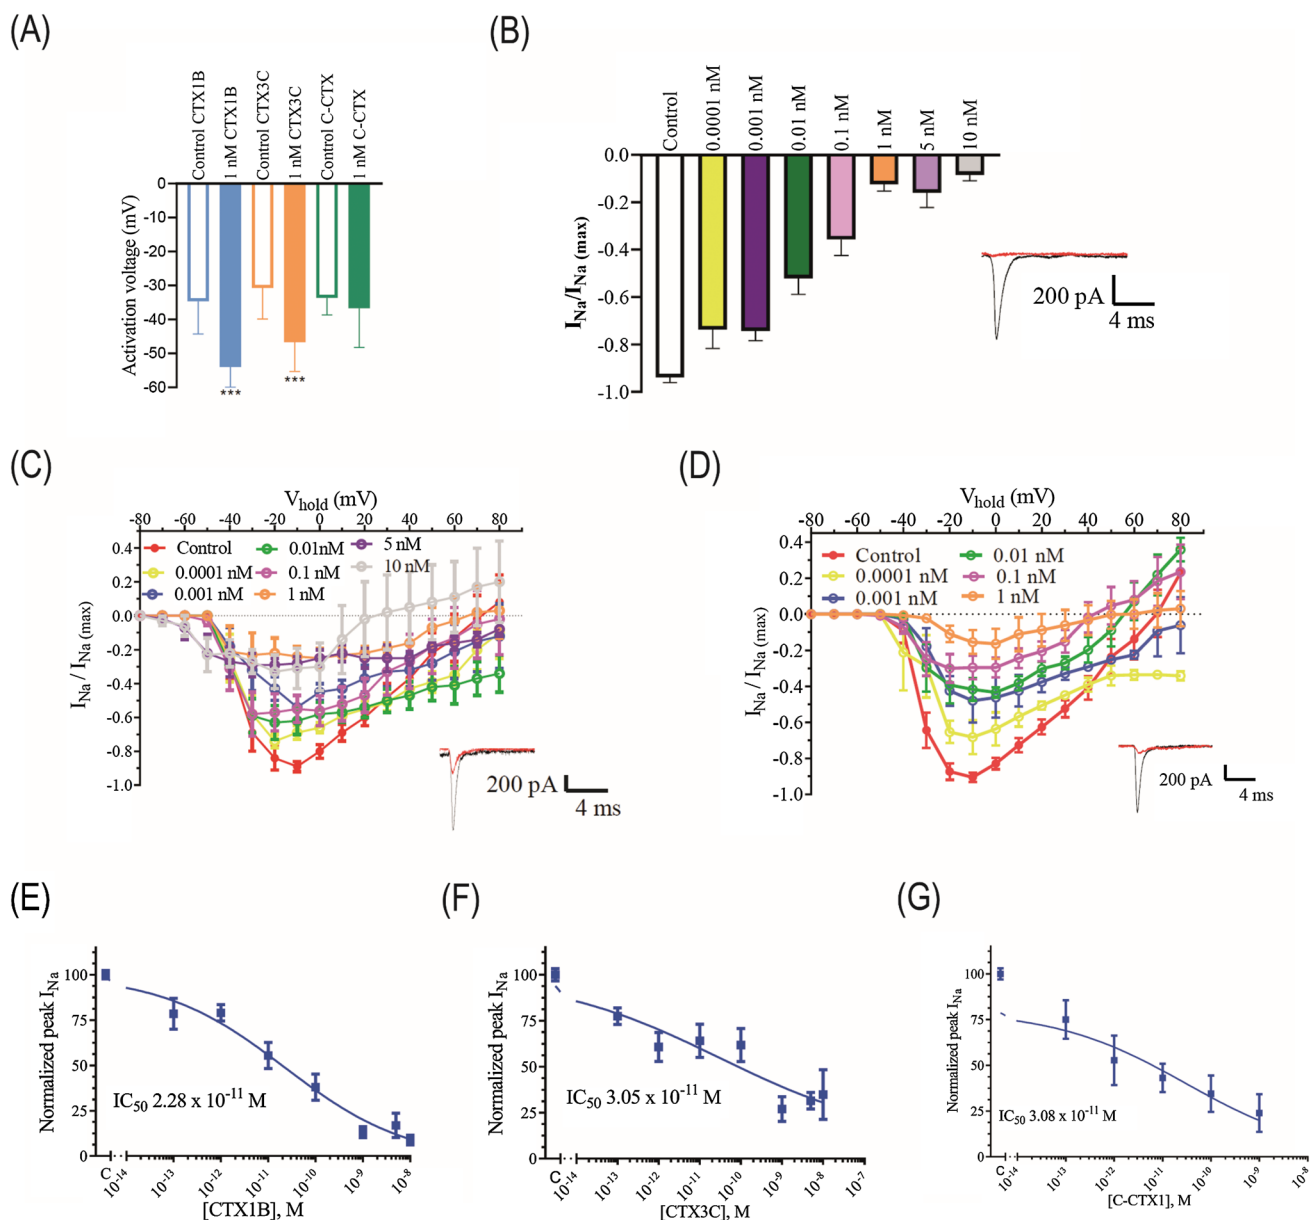 (A)
Control CTX1B
1 nM CTX1B
Control CTX3C
1 nM CTX3C
Control C-CTX
1 nM C-CTX
Activation voltage (mV)
0
-10
-20
-30
-40
-50
-60
***
***
(B)
Control
0.0001 nM
0.001 nM
0.01 nM
0.1 nM
1 nM
5 nM
10 nM
I_Na/I_Na (max)
0.0
-0.2
-0.4
-0.6
-0.8
-1.0
200 pA
4 ms
(C)
V_hold (mV)
-80 -60 -40 -20 0 20 40 60 80
I_Na / I_Na (max)
0.4
0.2
0.0
-0.2
-0.4
-0.6
-0.8
-1.0
Control
0.0001 nM
0.001 nM
0.01nM
0.1 nM
1 nM
5 nM
10 nM
200 pA
4 ms
(D)
V_hold (mV)
-80 -60 -40 -20 0 20 40 60 80
I_Na / I_Na (max)
0.4
0.2
0.0
-0.2
-0.4
-0.6
-0.8
-1.0
Control
0.0001 nM
0.001 nM
0.01 nM
0.1 nM
1 nM
200 pA
4 ms
(E)
Normalized peak I_Na
100
75
50
25
0
IC50 2.28 x 10^-11 M
C 10^-14 10^-13 10^-12 10^-11 10^-10 10^-9 10^-8
[CTX1B], M
(F)
Normalized peak I_Na
100
75
50
25
0
IC50 3.05 x 10^-11 M
C 10^-14 10^-13 10^-12 10^-11 10^-10 10^-9 10^-8 10^-7
[CTX3C], M
(G)
Normalized peak I_Na
100
75
50
25
0
IC50 3.08 x 10^-11 M
C 10^-14 10^-13 10^-12 10^-11 10^-10 10^-9 10^-8
[C-CTX1], M